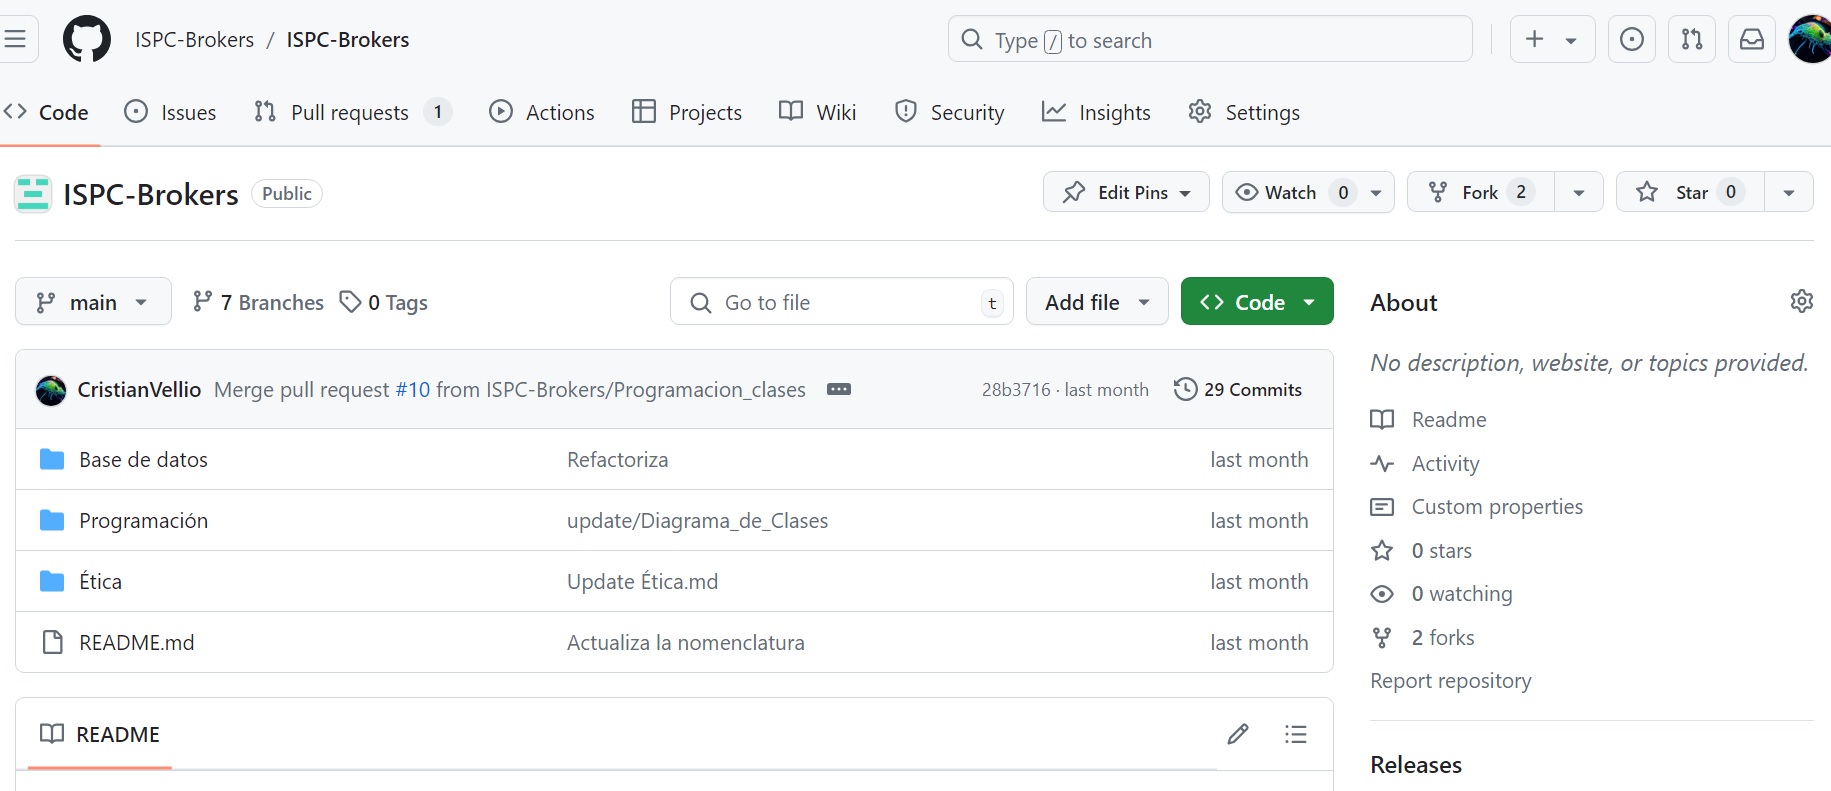 ISPC-Brokers / ISPC-Brokers
Type / to search
Code Issues Pull requests 1 Actions Projects Wiki Security Insights Settings
ISPC-Brokers Public
Edit Pins Watch 0 Fork 2 Star 0
main 7 Branches 0 Tags
Go to file t
Add file
Code
CristianVellio Merge pull request #10 from ISPC-Brokers/Programacion_clases 28b3716 · last month 29 Commits
Base de datos Refactoriza last month
Programación update/Diagrama_de_Clases last month
Ética Update Ética.md last month
README.md Actualiza la nomenclatura last month
README
About
No description, website, or topics provided.
Readme
Activity
Custom properties
0 stars
0 watching
2 forks
Report repository
Releases